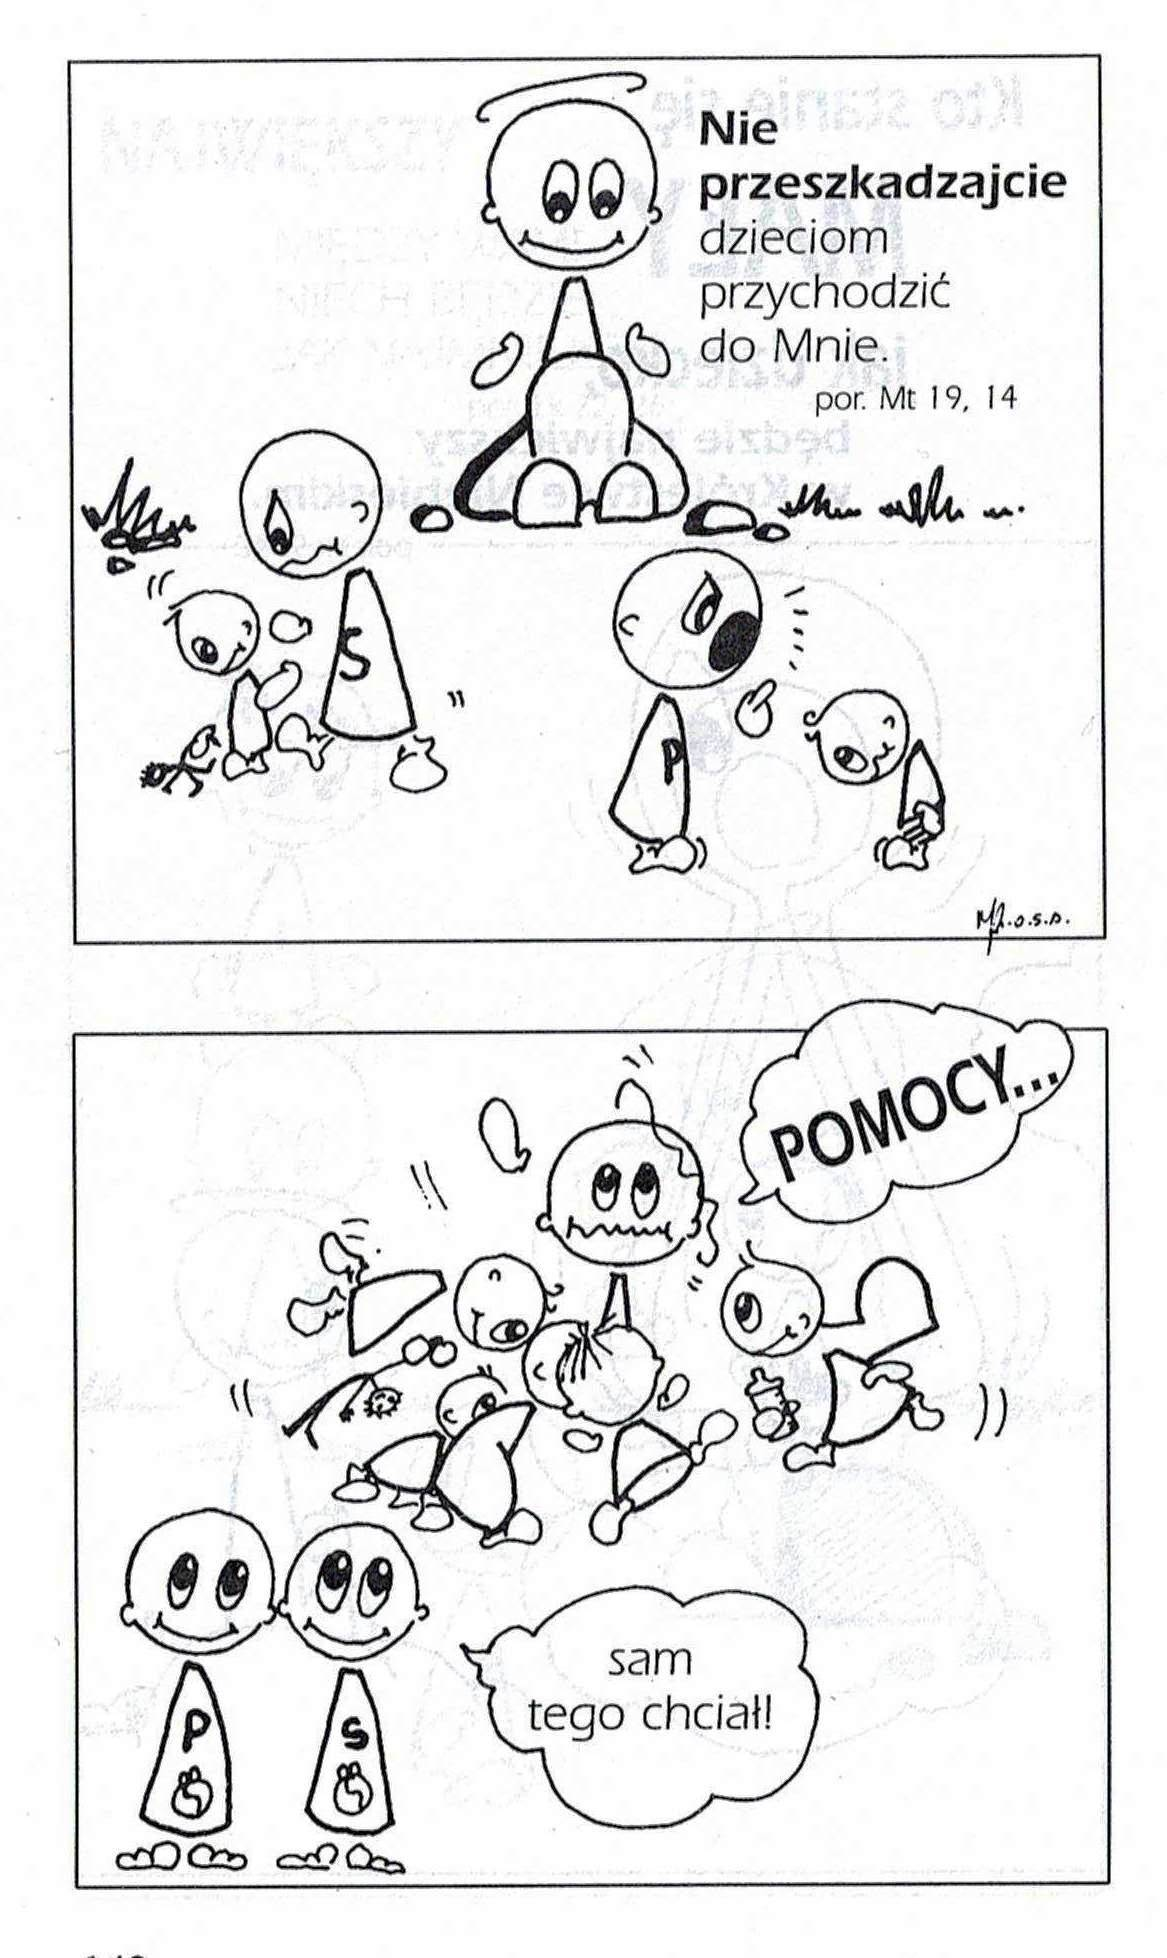 Nie
przeszkadzajcie
dzieciom
przychodzić
do Mnie.
por. Mt 19, 14
S
P
POMOCY...
sam
tego chciał!
P
S